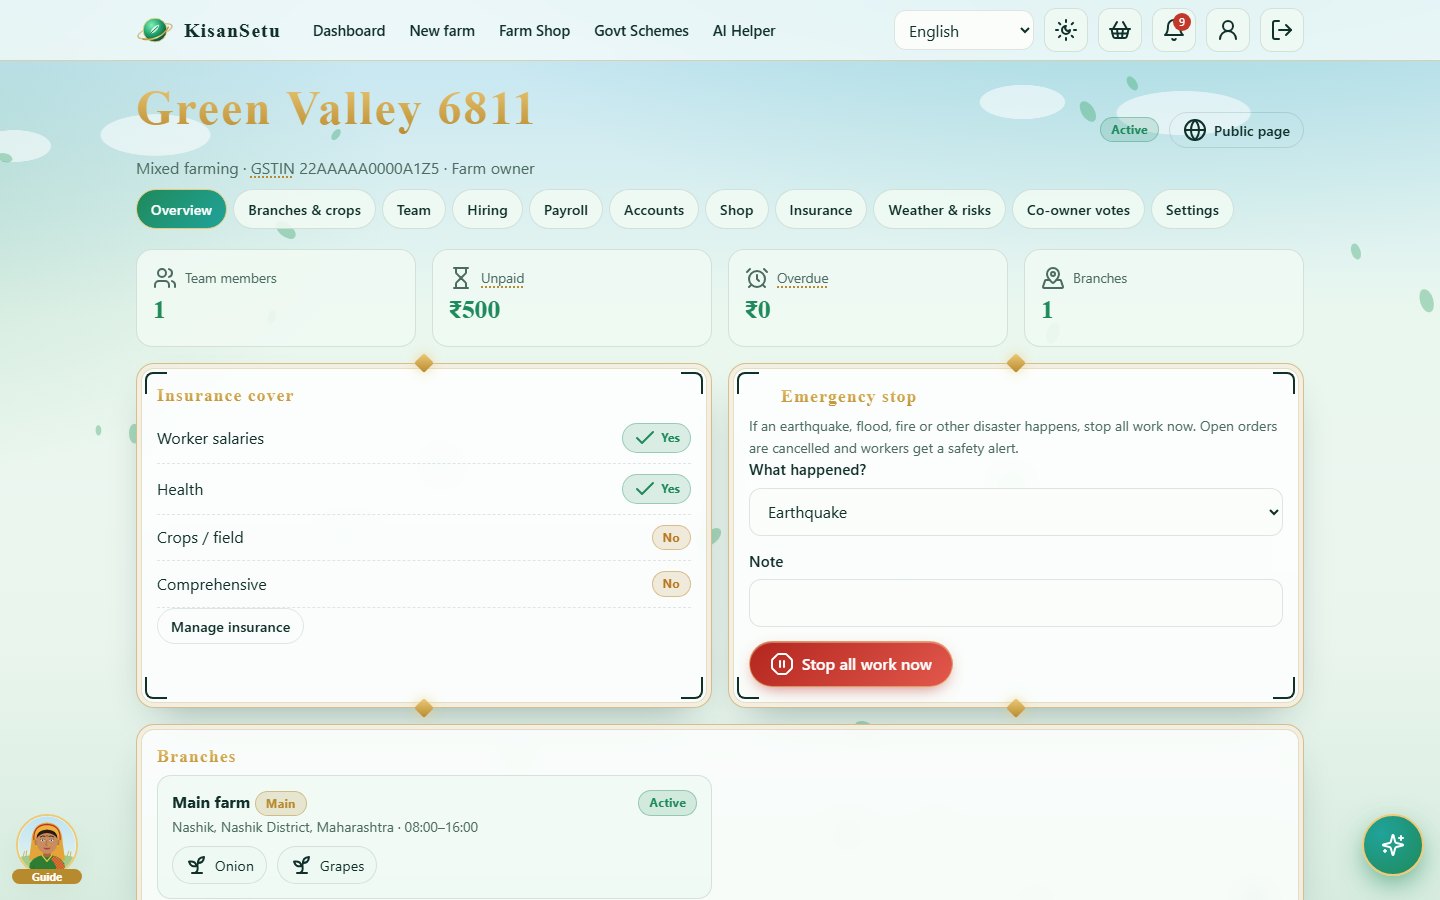 KisanSetu
Dashboard
New farm
Farm Shop
Govt Schemes
AI Helper
English
9
Green Valley 6811
Active
Public page
Mixed farming · GSTIN 22AAAAA0000A1Z5 · Farm owner
Overview
Branches & crops
Team
Hiring
Payroll
Accounts
Shop
Insurance
Weather & risks
Co-owner votes
Settings
Team members
1
Unpaid
₹500
Overdue
₹0
Branches
1
Insurance cover
Worker salaries
Yes
Health
Yes
Crops / field
No
Comprehensive
No
Manage insurance
Emergency stop
If an earthquake, flood, fire or other disaster happens, stop all work now. Open orders
are cancelled and workers get a safety alert.
What happened?
Earthquake
Note
Stop all work now
Branches
Main farm Main
Active
Nashik, Nashik District, Maharashtra · 08:00–16:00
Onion
Grapes
Guide